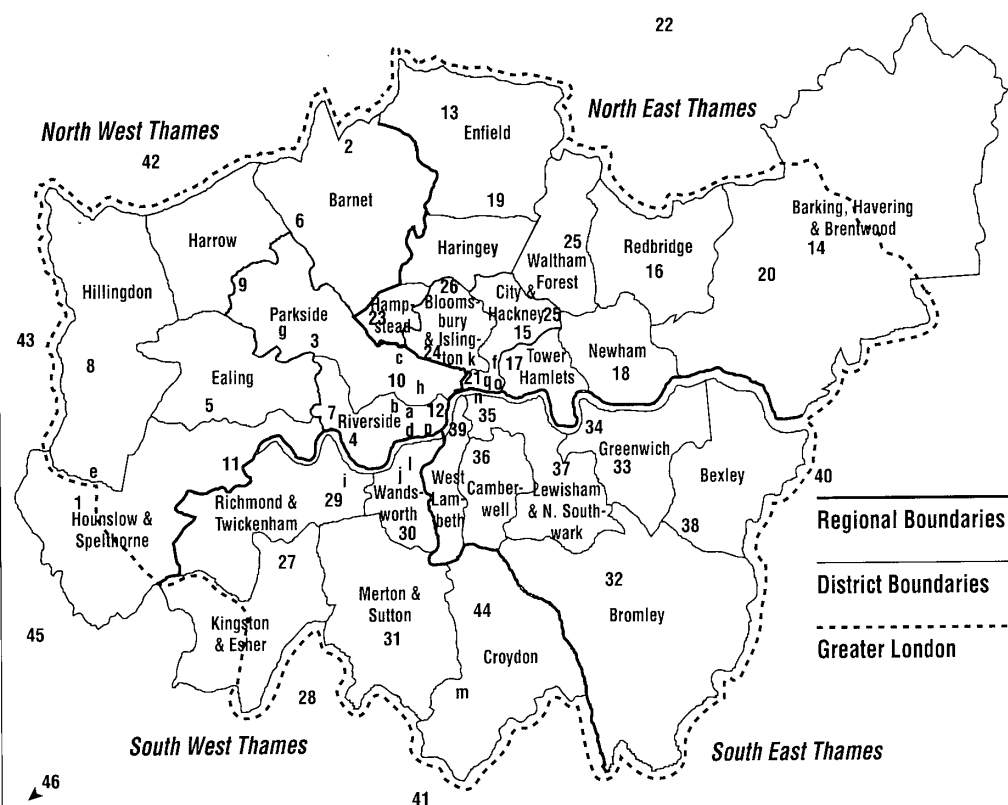 22
13
Enfield
North East Thames
North West Thames
42
2
Barnet
19
6
Harrow
Haringey
25
Waltham
Forest
Redbridge
16
Barking, Havering
& Brentwood
14
20
Hillingdon
9
26
Hamp-
stead
23
Blooms-
bury
& Isling-
ton
24
k
City &
Hackney
25
15
Parkside
g
3
43
8
c
f
17
Tower
Hamlets
Newham
18
Ealing
5
10
h
21
q
o
n
7
Riverside
4
b
a
12
d
p
39
35
34
Greenwich
33
11
e
1
Hounslow &
Spelthorne
i
29
Richmond &
Twickenham
l
j
Wands-
worth
30
West
Lam-
beth
36
Camber-
well
37
Lewisham
& N. South-
wark
Bexley
40
38
Regional Boundaries
27
32
Bromley
District Boundaries
Merton &
Sutton
31
44
Croydon
m
Kingston
& Esher
45
Greater London
28
South West Thames
South East Thames
46
41